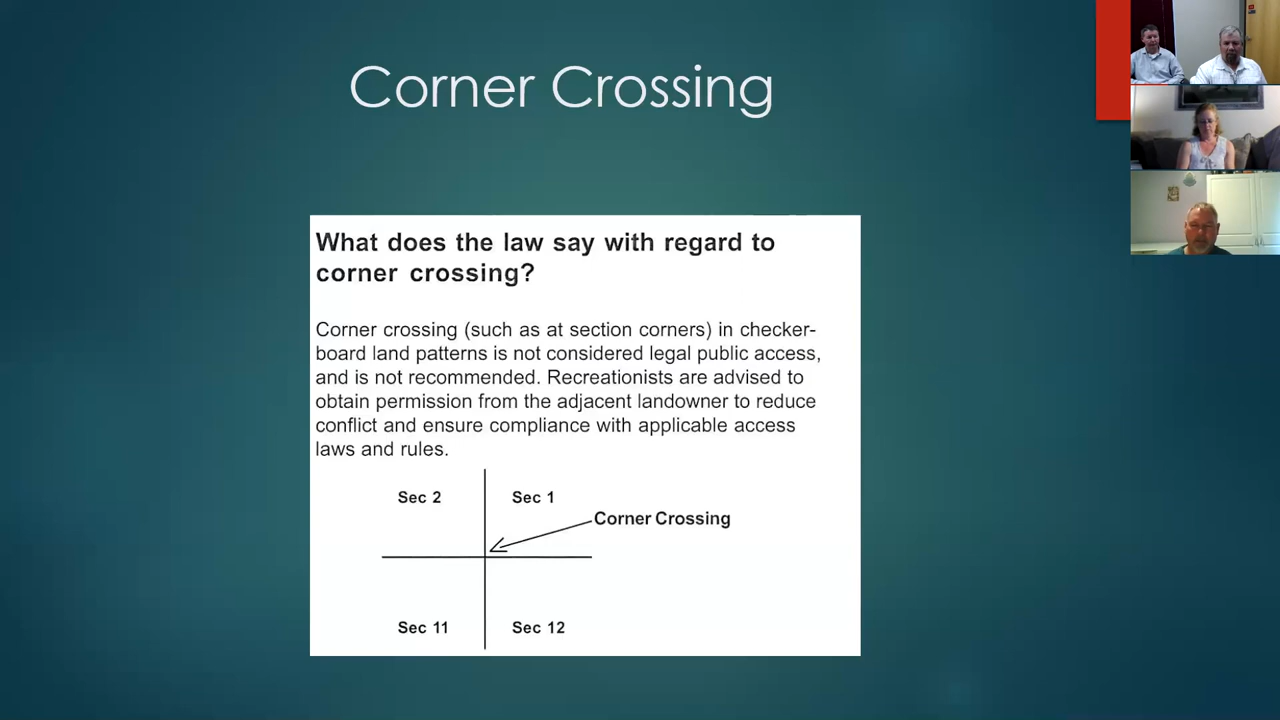 Corner Crossing
What does the law say with regard to
corner crossing?
Corner crossing (such as at section corners) in checker-
board land patterns is not considered legal public access,
and is not recommended. Recreationists are advised to
obtain permission from the adjacent landowner to reduce
conflict and ensure compliance with applicable access
laws and rules.
Sec 2
Sec 1
Corner Crossing
Sec 11
Sec 12